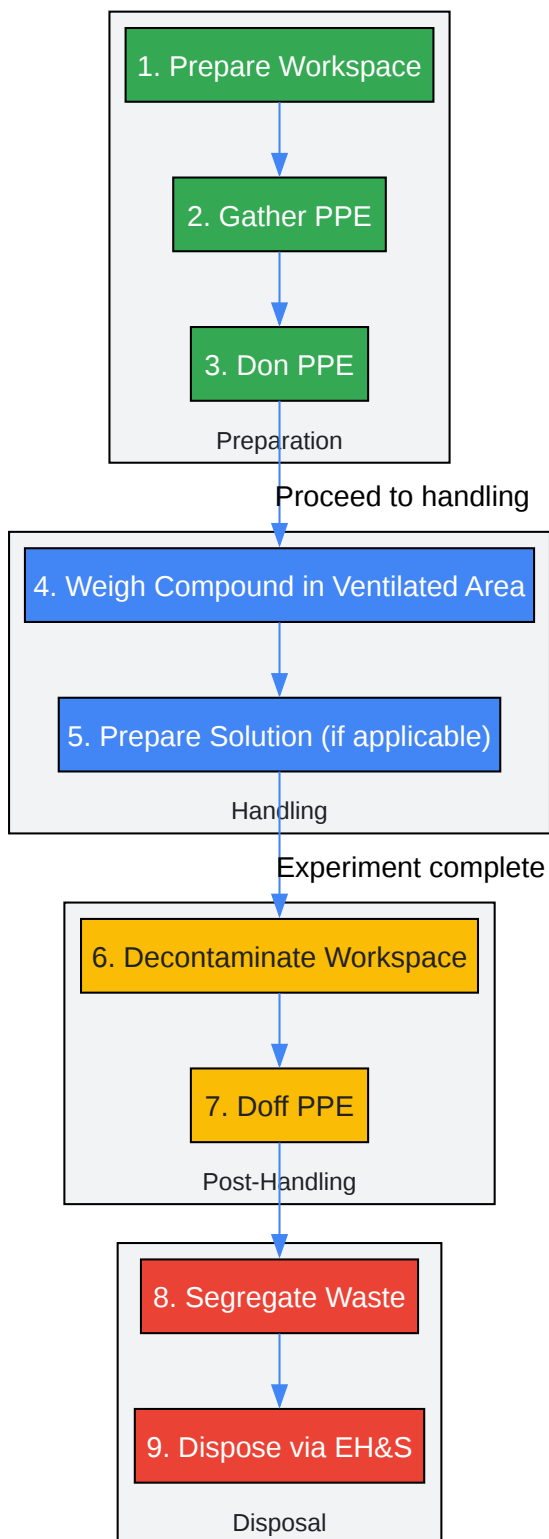 1. Prepare Workspace
2. Gather PPE
3. Don PPE
Preparation
Proceed to handling
4. Weigh Compound in Ventilated Area
5. Prepare Solution (if applicable)
Handling
Experiment complete
6. Decontaminate Workspace
7. Doff PPE
Post-Handling
8. Segregate Waste
9. Dispose via EH&S
Disposal